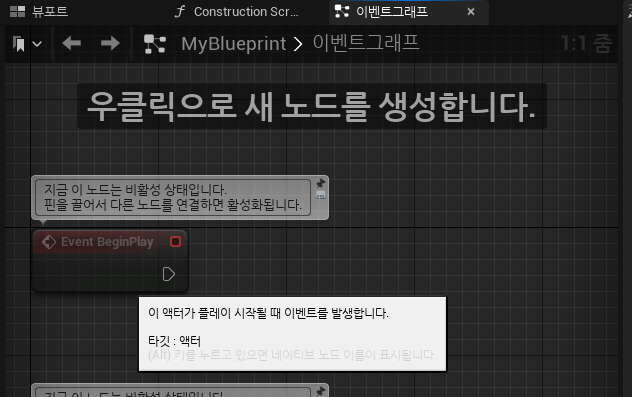 뷰포트
Construction Scr...
이벤트그래프
MyBlueprint > 이벤트그래프
1:1 줌
우클릭으로 새 노드를 생성합니다.
지금 이 노드는 비활성 상태입니다.
핀을 끌어서 다른 노드를 연결하면 활성화됩니다.
Event BeginPlay
이 액터가 플레이 시작될 때 이벤트를 발생합니다.
타깃 : 액터
(Alt) 키를 누르고 있으면 네이티브 노드 이름이 표시됩니다.
지금 이 노드는 비활성 상태입니다.